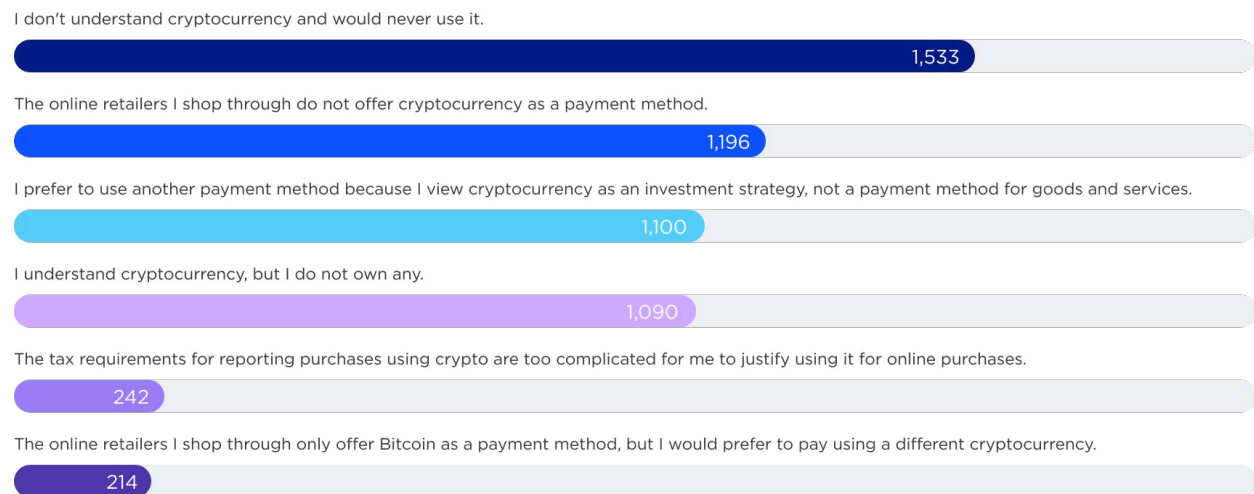 I don't understand cryptocurrency and would never use it.
1,533
The online retailers I shop through do not offer cryptocurrency as a payment method.
1,196
I prefer to use another payment method because I view cryptocurrency as an investment strategy, not a payment method for goods and services.
1,100
I understand cryptocurrency, but I do not own any.
1,090
The tax requirements for reporting purchases using crypto are too complicated for me to justify using it for online purchases.
242
The online retailers I shop through only offer Bitcoin as a payment method, but I would prefer to pay using a different cryptocurrency.
214